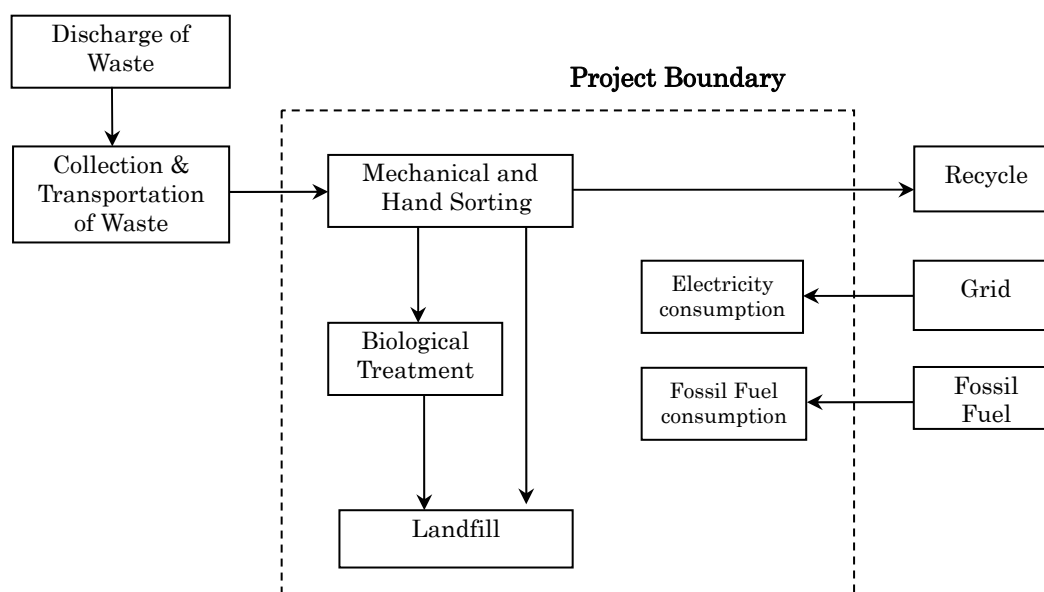 Discharge of
Waste
Project Boundary
Collection &
Transportation
of Waste
Mechanical and
Hand Sorting
Recycle
Electricity
consumption
Grid
Biological
Treatment
Fossil Fuel
consumption
Fossil
Fuel
Landfill